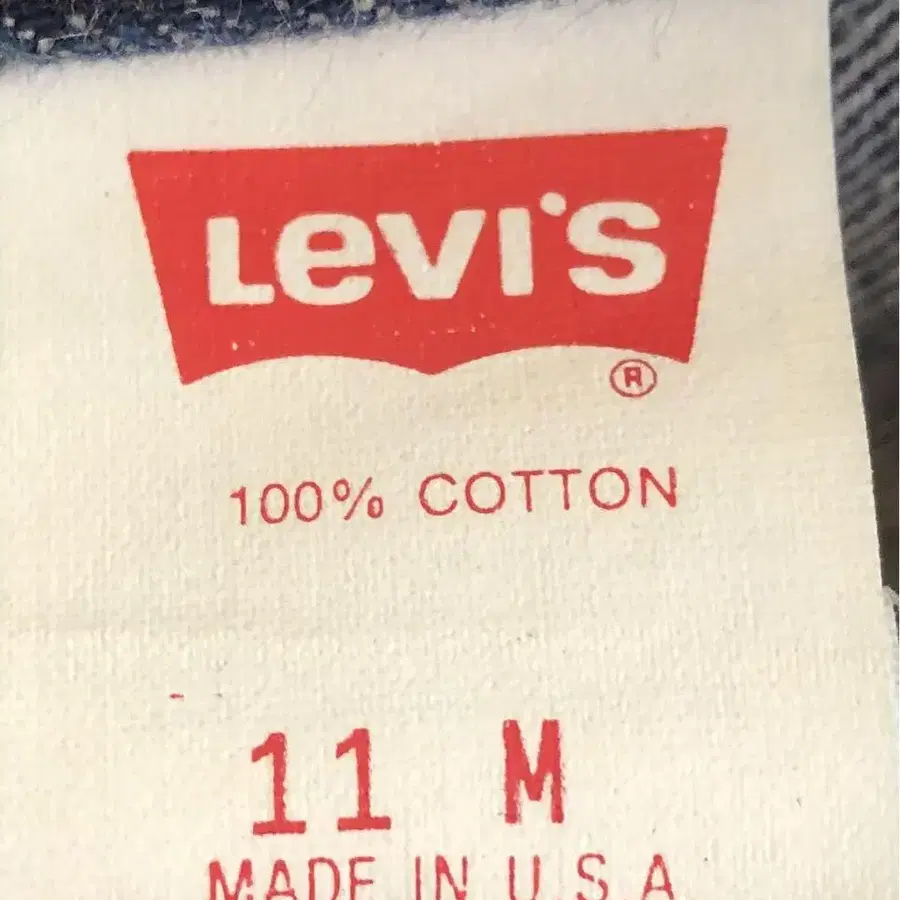 Levi's
®
100% COTTON
11 M
MADE IN U.S.A